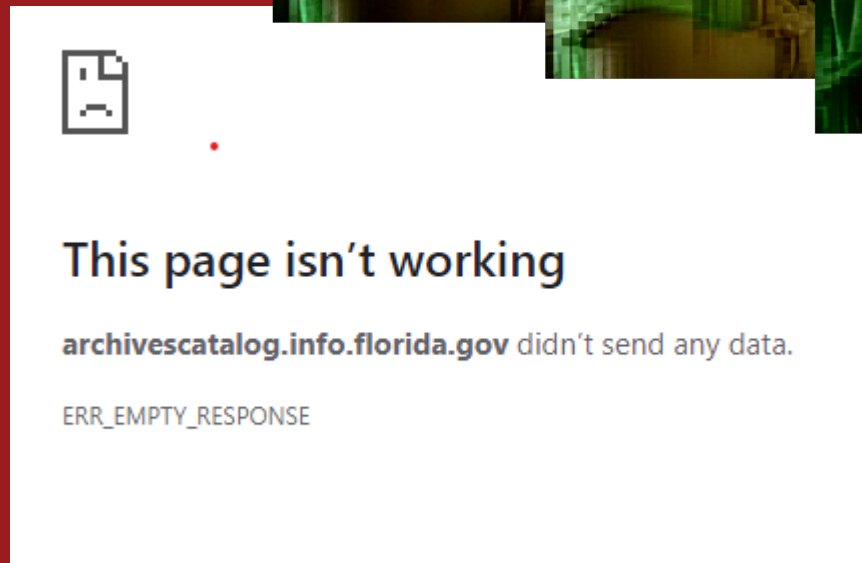 This page isn’t working
archivescatalog.info.florida.gov didn’t send any data.
ERR_EMPTY_RESPONSE